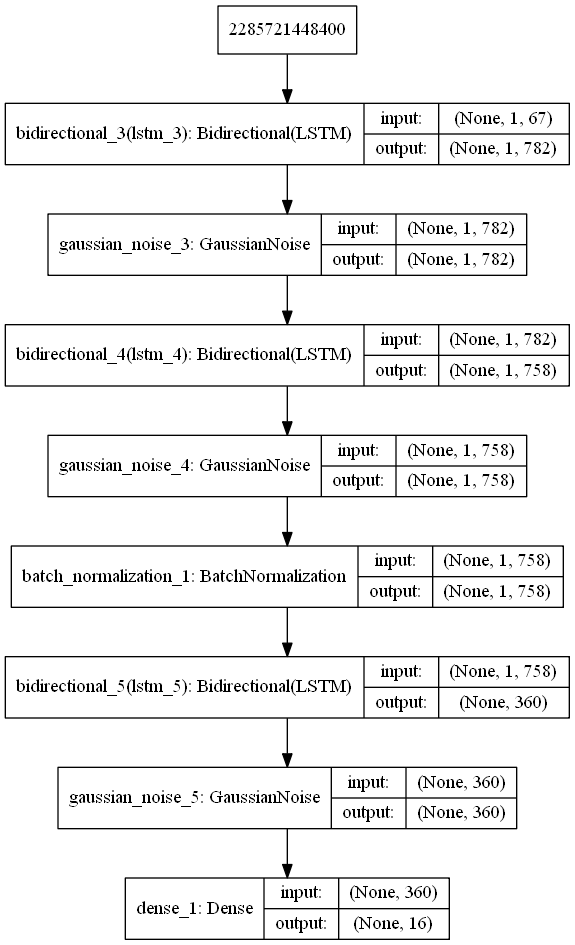 2285721448400
bidirectional_3(lstm_3): Bidirectional(LSTM)
input: (None, 1, 67)
output: (None, 1, 782)
gaussian_noise_3: GaussianNoise
input: (None, 1, 782)
output: (None, 1, 782)
bidirectional_4(lstm_4): Bidirectional(LSTM)
input: (None, 1, 782)
output: (None, 1, 758)
gaussian_noise_4: GaussianNoise
input: (None, 1, 758)
output: (None, 1, 758)
batch_normalization_1: BatchNormalization
input: (None, 1, 758)
output: (None, 1, 758)
bidirectional_5(lstm_5): Bidirectional(LSTM)
input: (None, 1, 758)
output: (None, 360)
gaussian_noise_5: GaussianNoise
input: (None, 360)
output: (None, 360)
dense_1: Dense
input: (None, 360)
output: (None, 16)